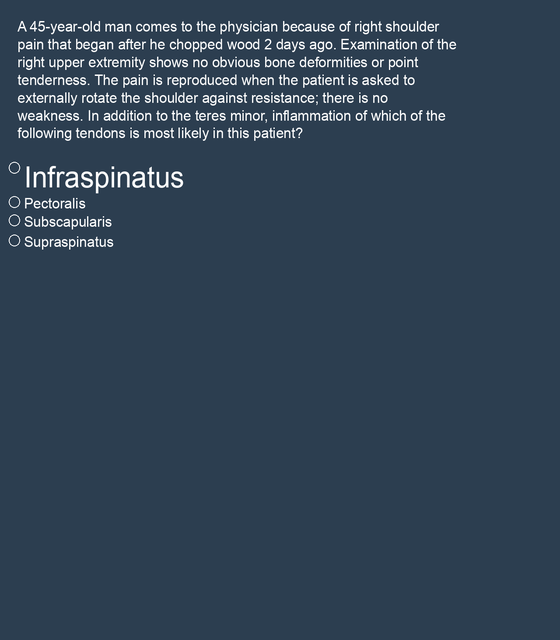 A 45-year-old man comes to the physician because of right shoulder
pain that began after he chopped wood 2 days ago. Examination of the
right upper extremity shows no obvious bone deformities or point
tenderness. The pain is reproduced when the patient is asked to
externally rotate the shoulder against resistance; there is no
weakness. In addition to the teres minor, inflammation of which of the
following tendons is most likely in this patient?
Infraspinatus
Pectoralis
Subscapularis
Supraspinatus